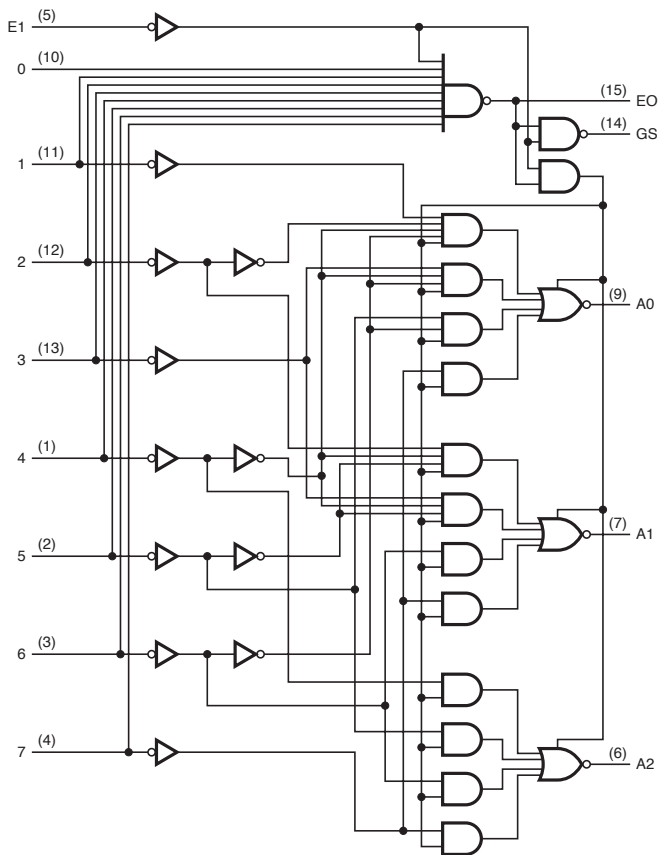 E1 (5)
0 (10)
(15) EO
(14) GS
1 (11)
2 (12)
(9) A0
3 (13)
4 (1)
(7) A1
5 (2)
6 (3)
7 (4)
(6) A2